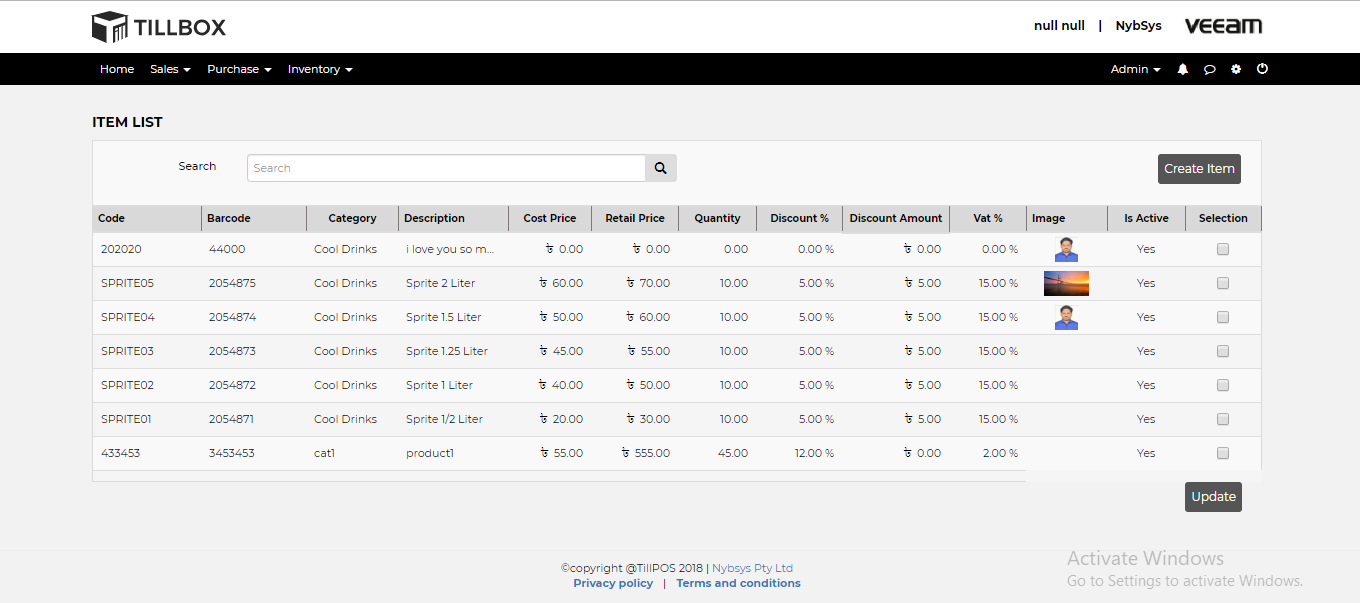 TILLBOX
null null | NybSys veeam
Home Sales Purchase Inventory Admin
ITEM LIST
Search Search Create Item
Code Barcode Category Description Cost Price Retail Price Quantity Discount % Discount Amount Vat % Image Is Active Selection
202020 44000 Cool Drinks i love you so m... ৳ 0.00 ৳ 0.00 0.00 0.00 % ৳ 0.00 0.00 % Yes
SPRITE05 2054875 Cool Drinks Sprite 2 Liter ৳ 60.00 ৳ 70.00 10.00 5.00 % ৳ 5.00 15.00 % Yes
SPRITE04 2054874 Cool Drinks Sprite 1.5 Liter ৳ 50.00 ৳ 60.00 10.00 5.00 % ৳ 5.00 15.00 % Yes
SPRITE03 2054873 Cool Drinks Sprite 1.25 Liter ৳ 45.00 ৳ 55.00 10.00 5.00 % ৳ 5.00 15.00 % Yes
SPRITE02 2054872 Cool Drinks Sprite 1 Liter ৳ 40.00 ৳ 50.00 10.00 5.00 % ৳ 5.00 15.00 % Yes
SPRITE01 2054871 Cool Drinks Sprite 1/2 Liter ৳ 20.00 ৳ 30.00 10.00 5.00 % ৳ 5.00 15.00 % Yes
433453 3453453 cat1 product1 ৳ 55.00 ৳ 555.00 45.00 12.00 % ৳ 0.00 2.00 % Yes
Update
©copyright @TillPOS 2018 | Nybsys Pty Ltd
Privacy policy | Terms and conditions
Activate Windows
Go to Settings to activate Windows.